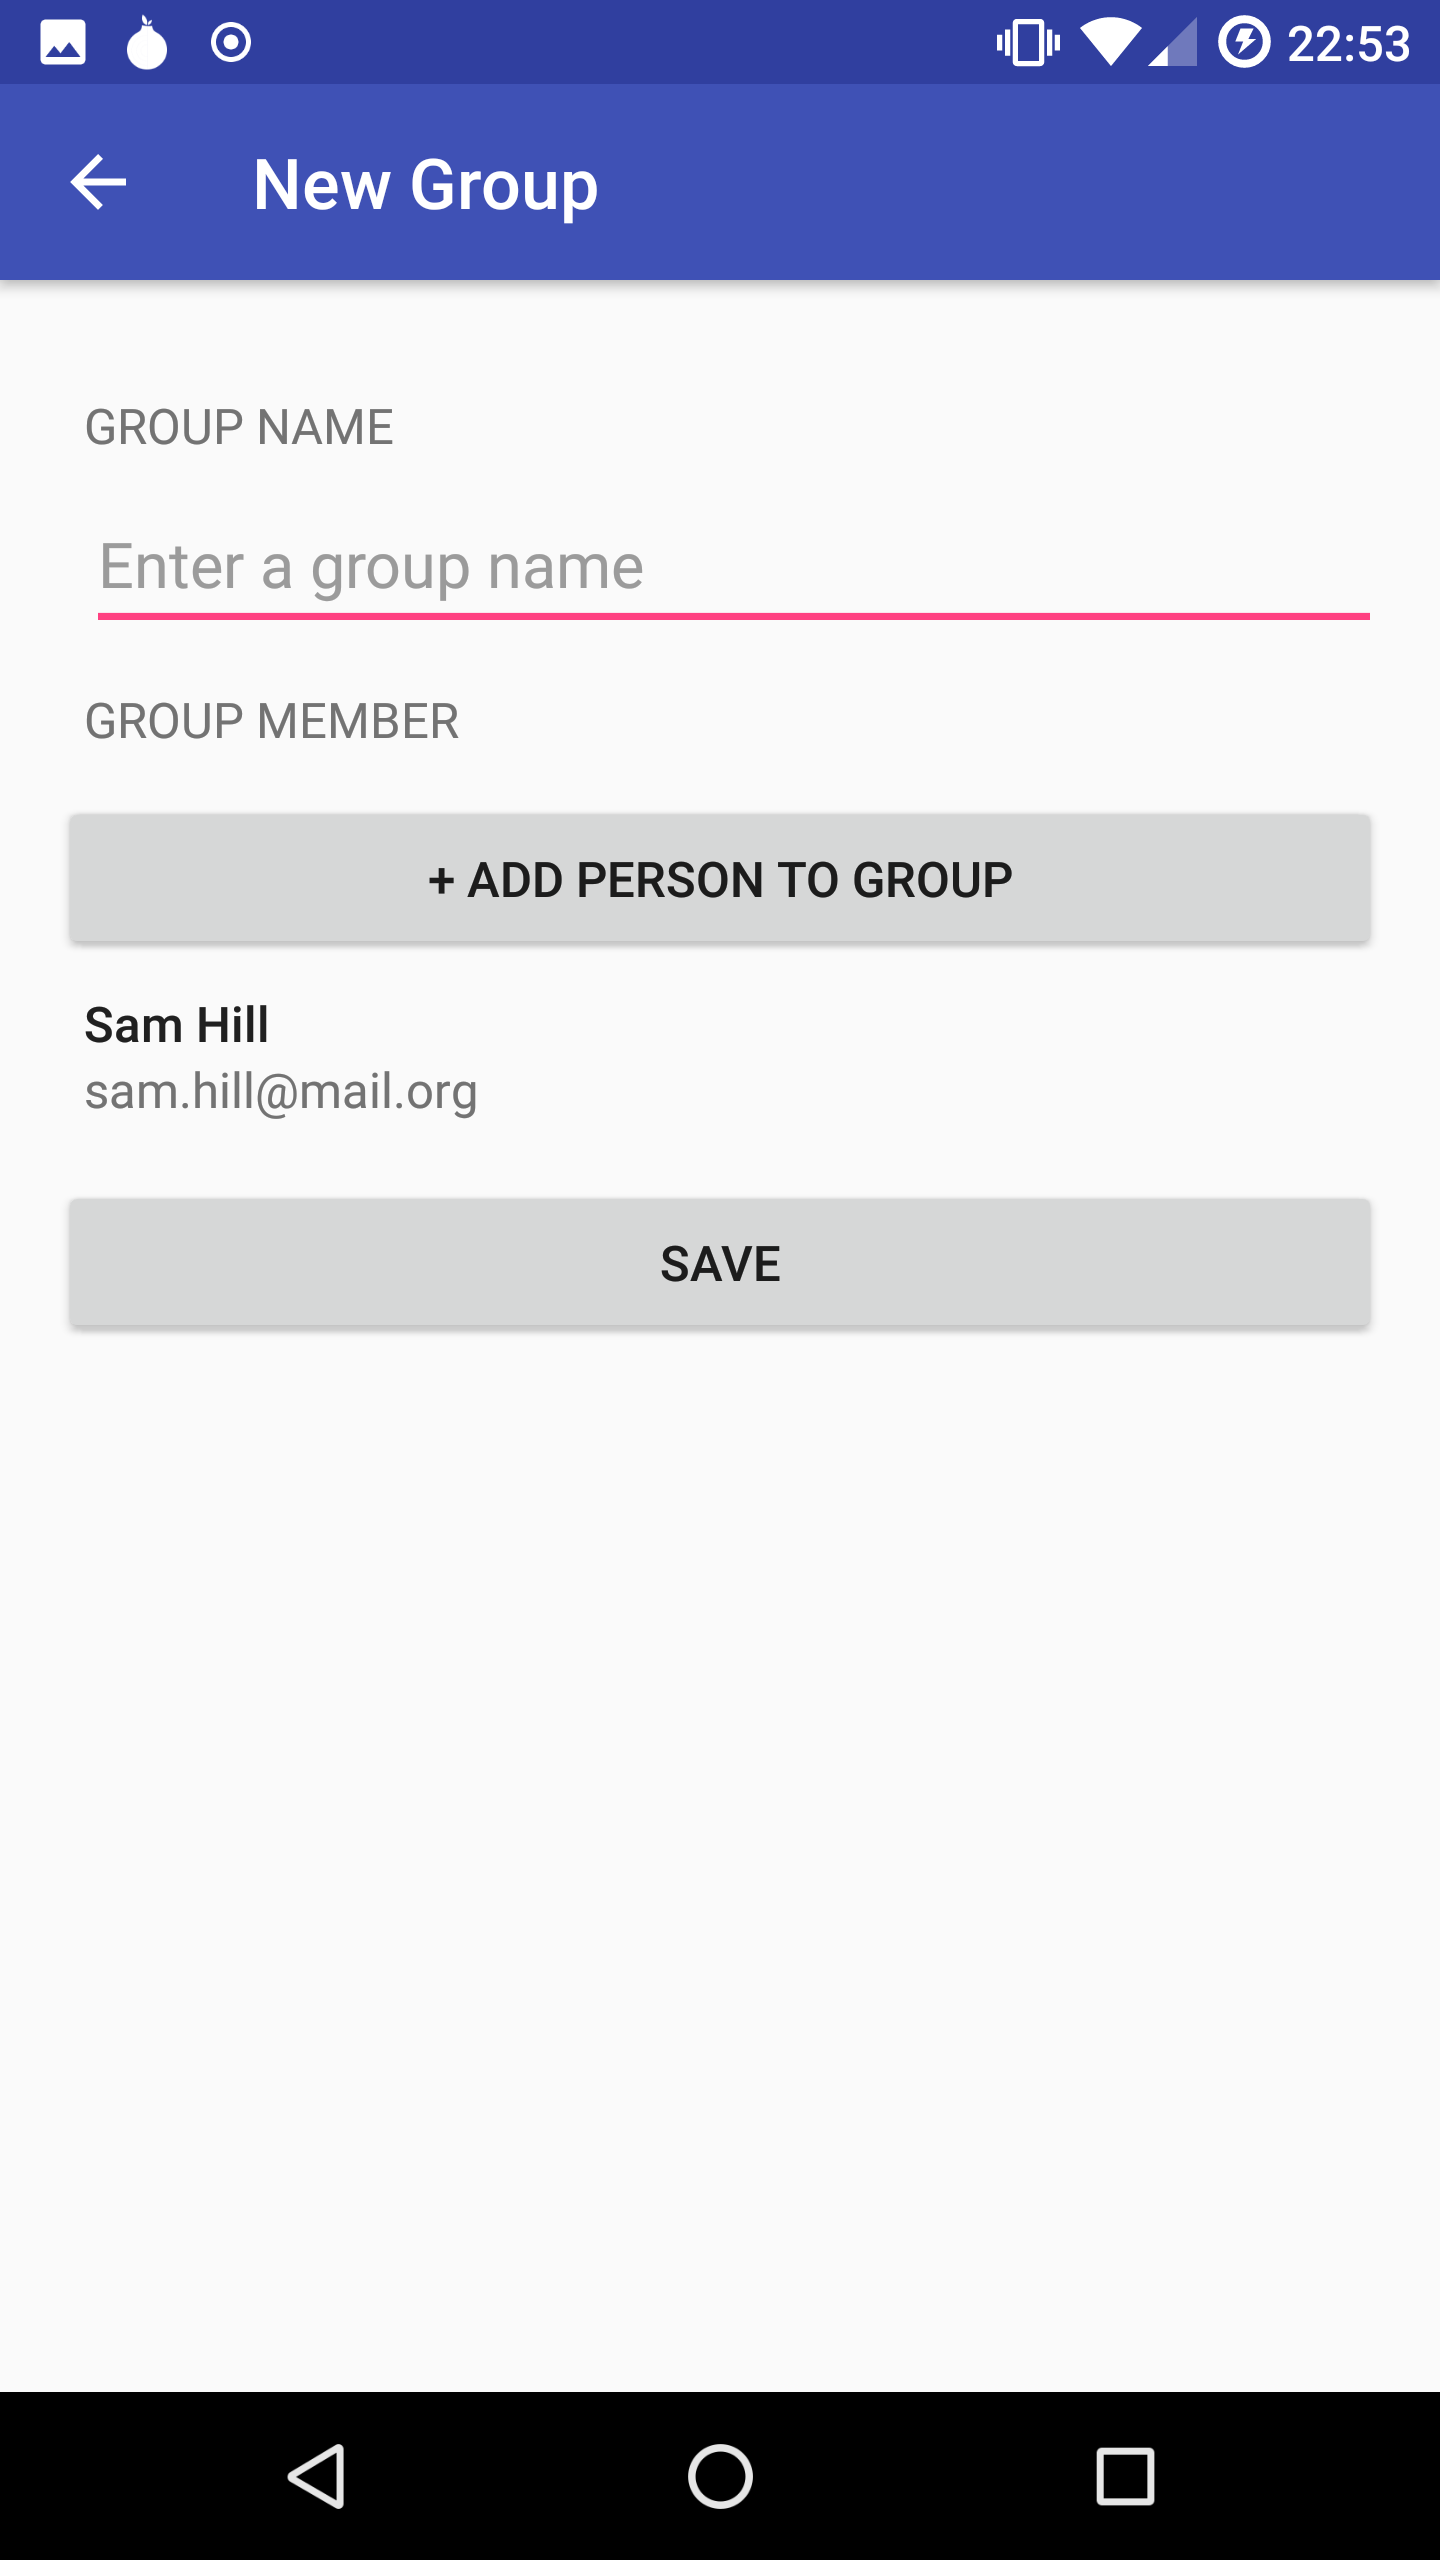 22:53
New Group
GROUP NAME
Enter a group name
GROUP MEMBER
+ ADD PERSON TO GROUP
Sam Hill
sam.hill@mail.org
SAVE